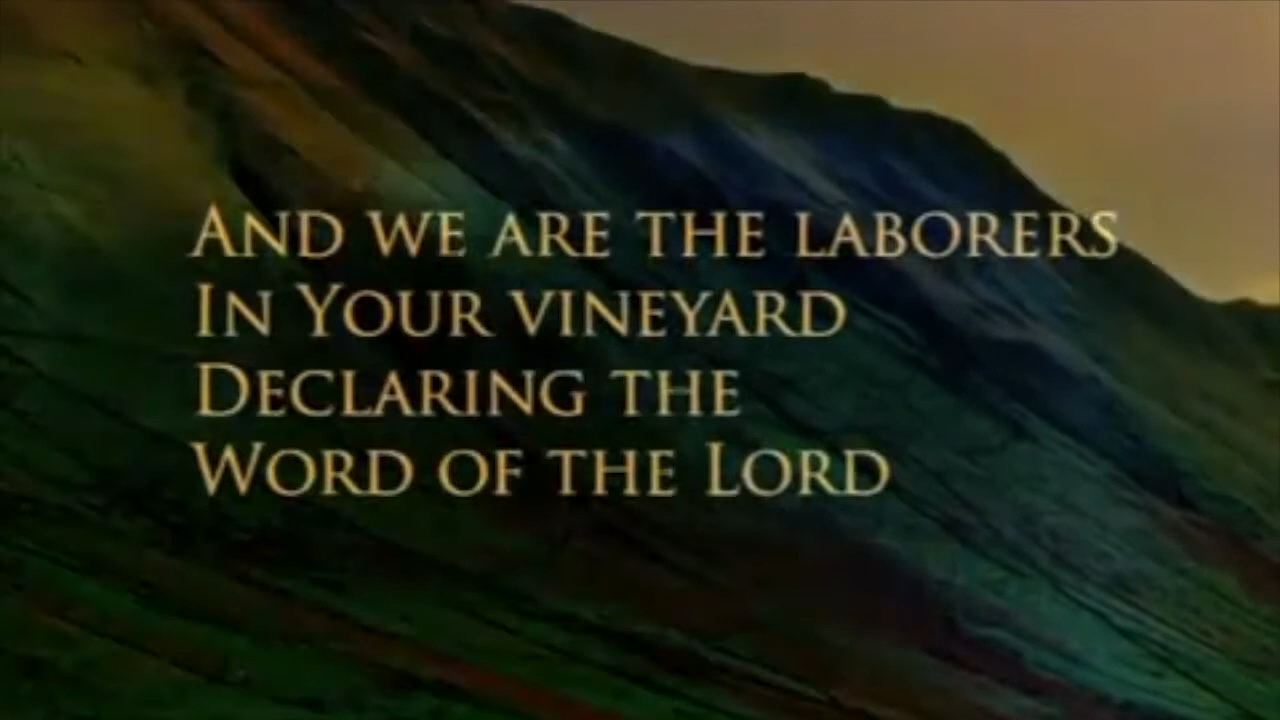 And we are the laborers
In Your vineyard
Declaring the
Word of the Lord